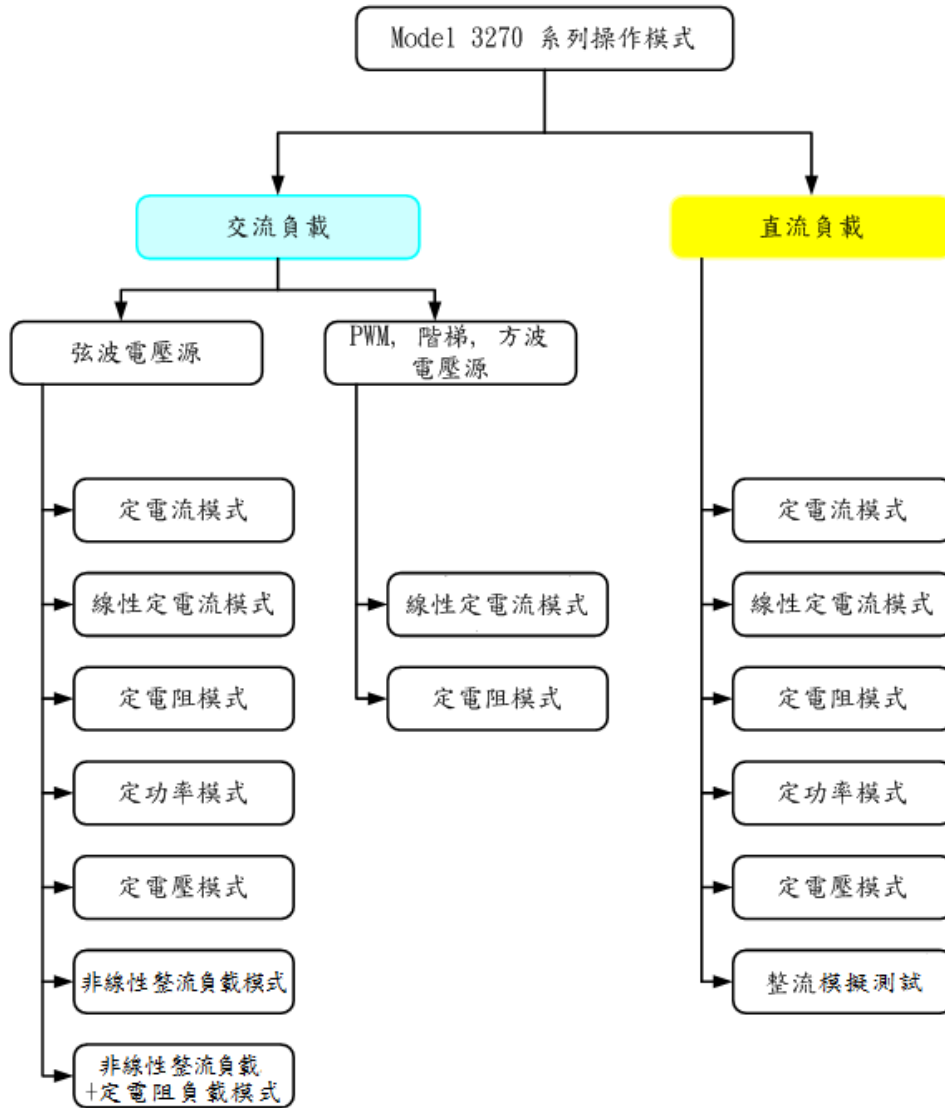 Model 3270 系列操作模式
交流負載
直流負載
弦波電壓源
PWM, 階梯, 方波
電壓源
定電流模式
線性定電流模式
定電阻模式
定功率模式
定電壓模式
非線性整流負載模式
非線性整流負載
+定電阻負載模式
線性定電流模式
定電阻模式
定電流模式
線性定電流模式
定電阻模式
定功率模式
定電壓模式
整流模擬測試